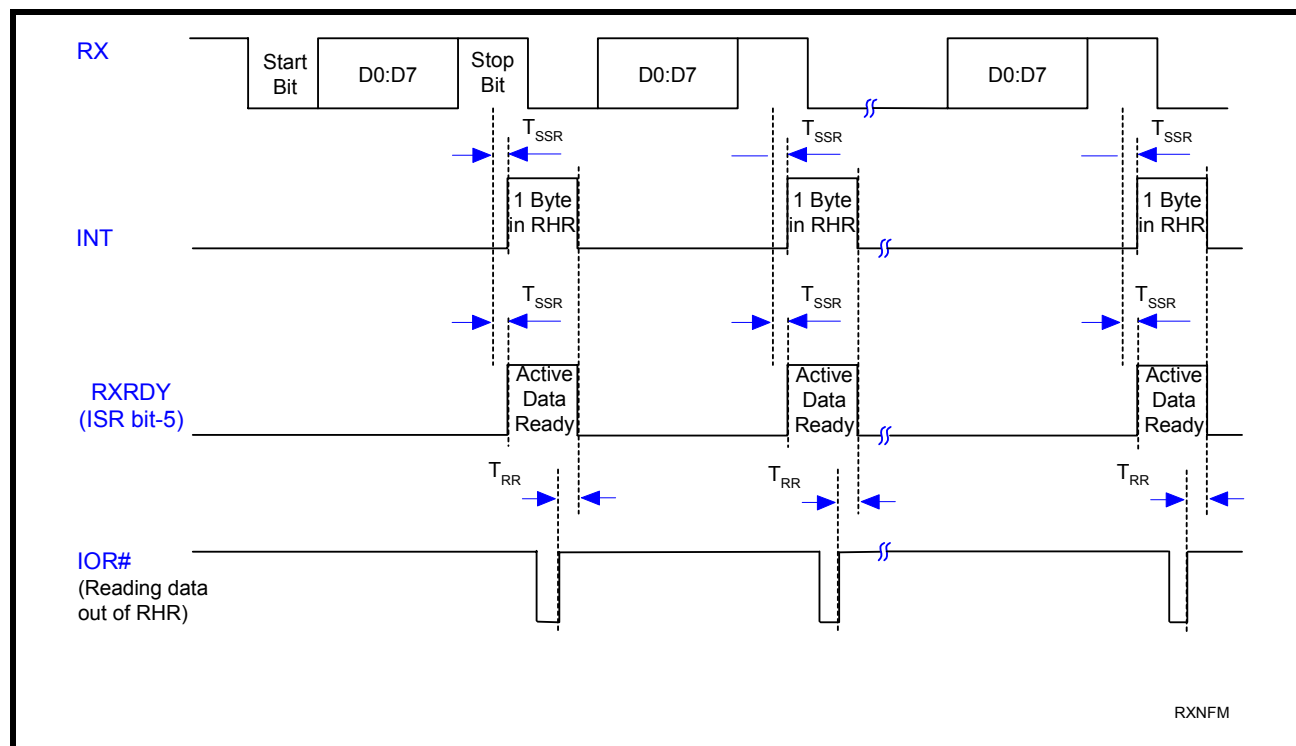 RX
Start
Bit
D0:D7
Stop
Bit
D0:D7
D0:D7
TSSR
TSSR
TSSR
INT
1 Byte
in RHR
1 Byte
in RHR
1 Byte
in RHR
TSSR
TSSR
TSSR
RXRDY
(ISR bit-5)
Active
Data
Ready
Active
Data
Ready
Active
Data
Ready
TRR
TRR
TRR
IOR#
(Reading data
out of RHR)
RXNFM